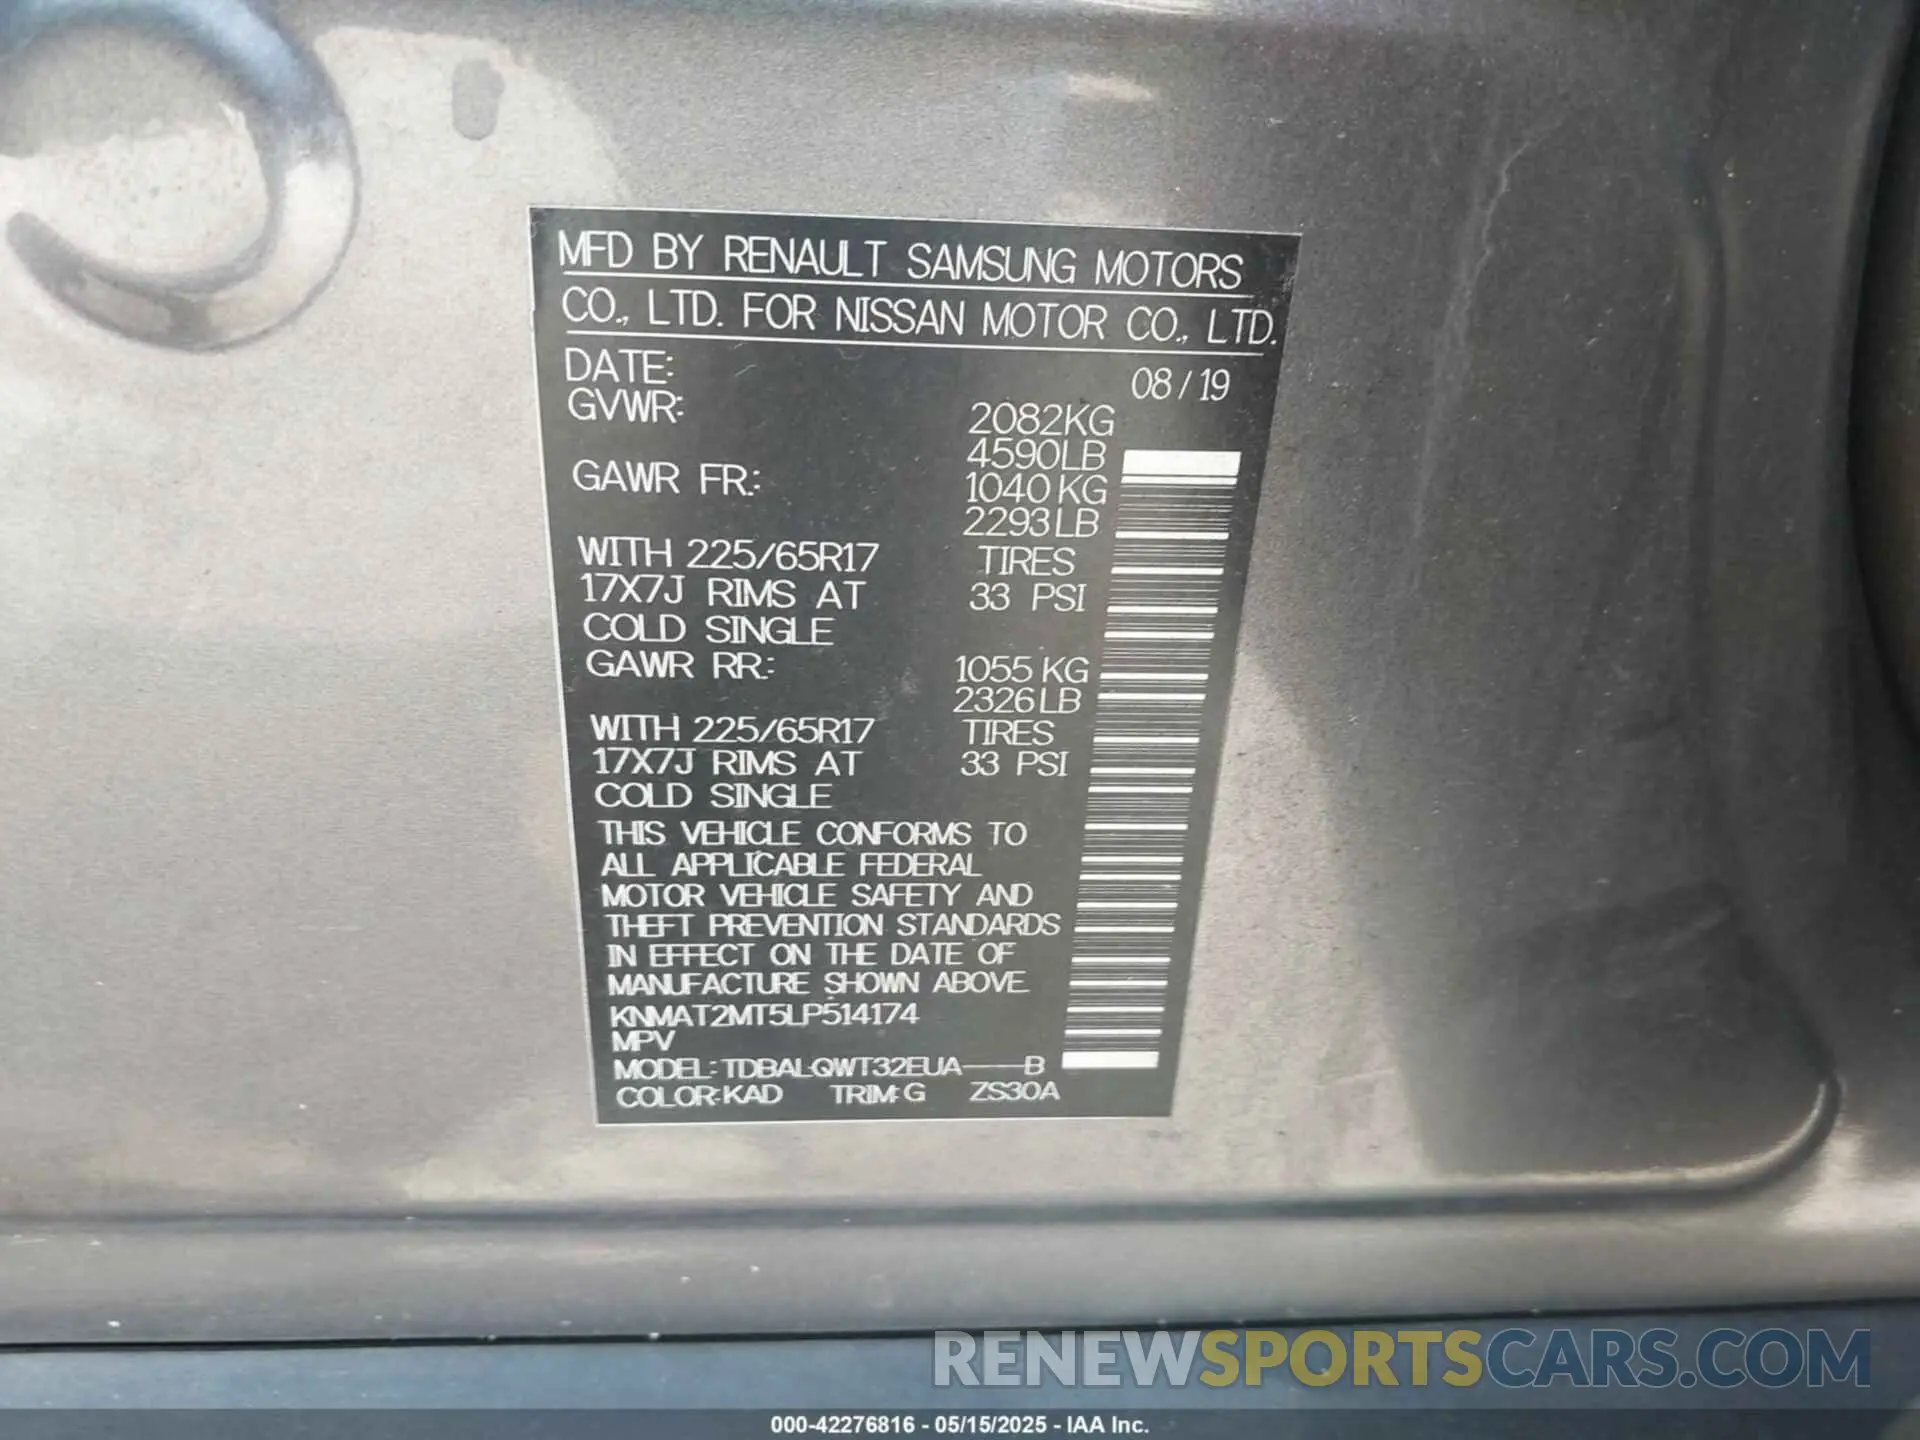 MFD BY RENAULT SAMSUNG MOTORS
CO., LTD. FOR NISSAN MOTOR CO., LTD.
DATE: 08 / 19
GVWR: 2082KG
4590LB
GAWR FR.: 1040 KG
2293LB
WITH 225/65R17 TIRES
17X7J RIMS AT 33 PSI
COLD SINGLE
GAWR RR.: 1055 KG
2326LB
WITH 225/65R17 TIRES
17X7J RIMS AT 33 PSI
COLD SINGLE
THIS VEHICLE CONFORMS TO
ALL APPLICABLE FEDERAL
MOTOR VEHICLE SAFETY AND
THEFT PREVENTION STANDARDS
IN EFFECT ON THE DATE OF
MANUFACTURE SHOWN ABOVE.
KNMAT2MT5LP514174
MPV
MODEL: TDBALQWT32EUA----B
COLOR:KAD TRIM:G ZS30A
RENEWSPORTSCARS.COM
000-42276816 - 05/15/2025 - IAA Inc.